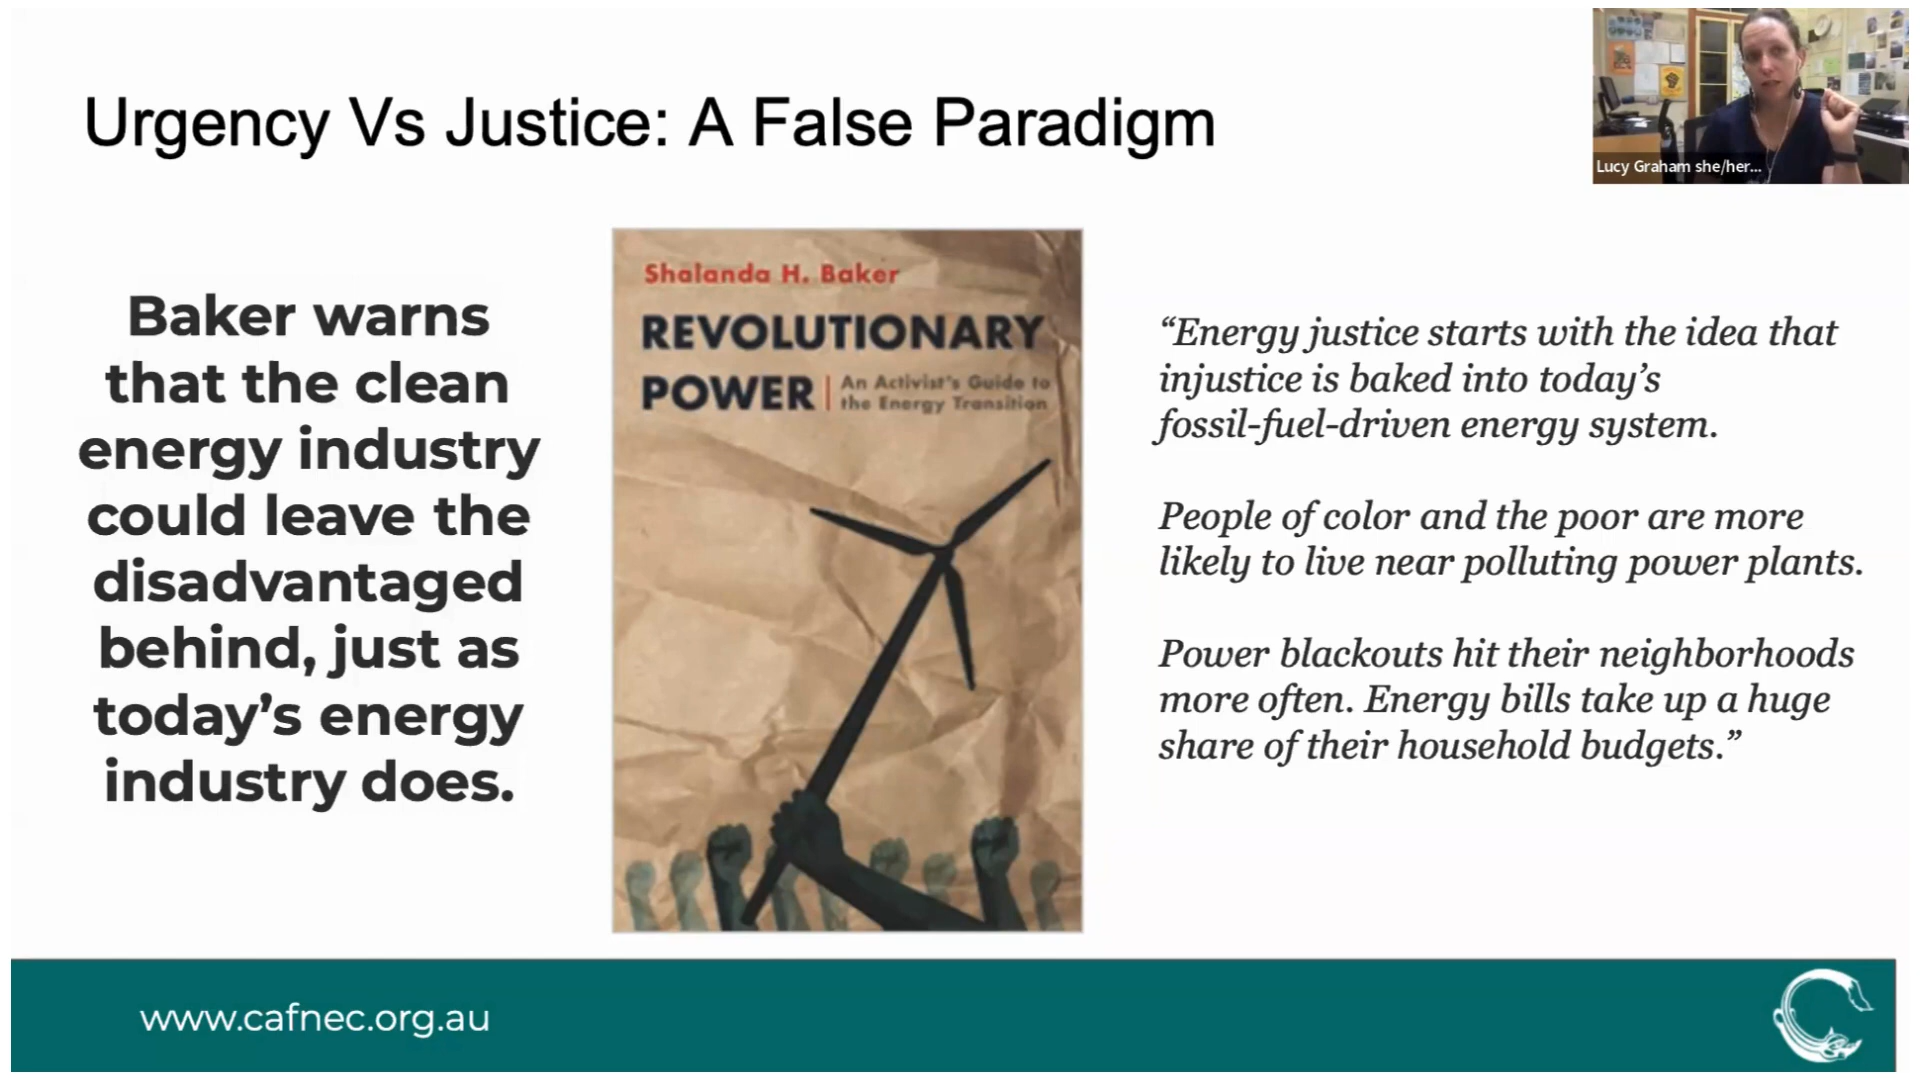 Urgency Vs Justice: A False Paradigm
Lucy Graham she/her...
Baker warns
that the clean
energy industry
could leave the
disadvantaged
behind, just as
today’s energy
industry does.
Shalanda H. Baker
REVOLUTIONARY
POWER | An Activist's Guide to
the Energy Transition
“Energy justice starts with the idea that
injustice is baked into today’s
fossil-fuel-driven energy system.
People of color and the poor are more
likely to live near polluting power plants.
Power blackouts hit their neighborhoods
more often. Energy bills take up a huge
share of their household budgets.”
www.cafnec.org.au